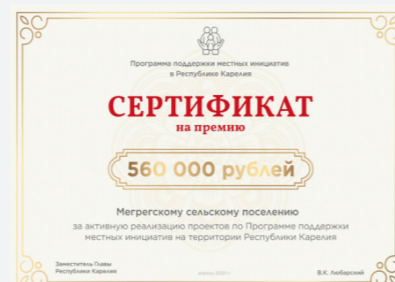 Программа поддержки местных инициатив
в Республике Карелия
СЕРТИФИКАТ
на премию
560 000 рублей
Мегрегскому сельскому поселению
за активную реализацию проектов по Программе поддержки
местных инициатив на территории Республики Карелия
Заместитель Главы
Республики Карелия
В.К. Любарский